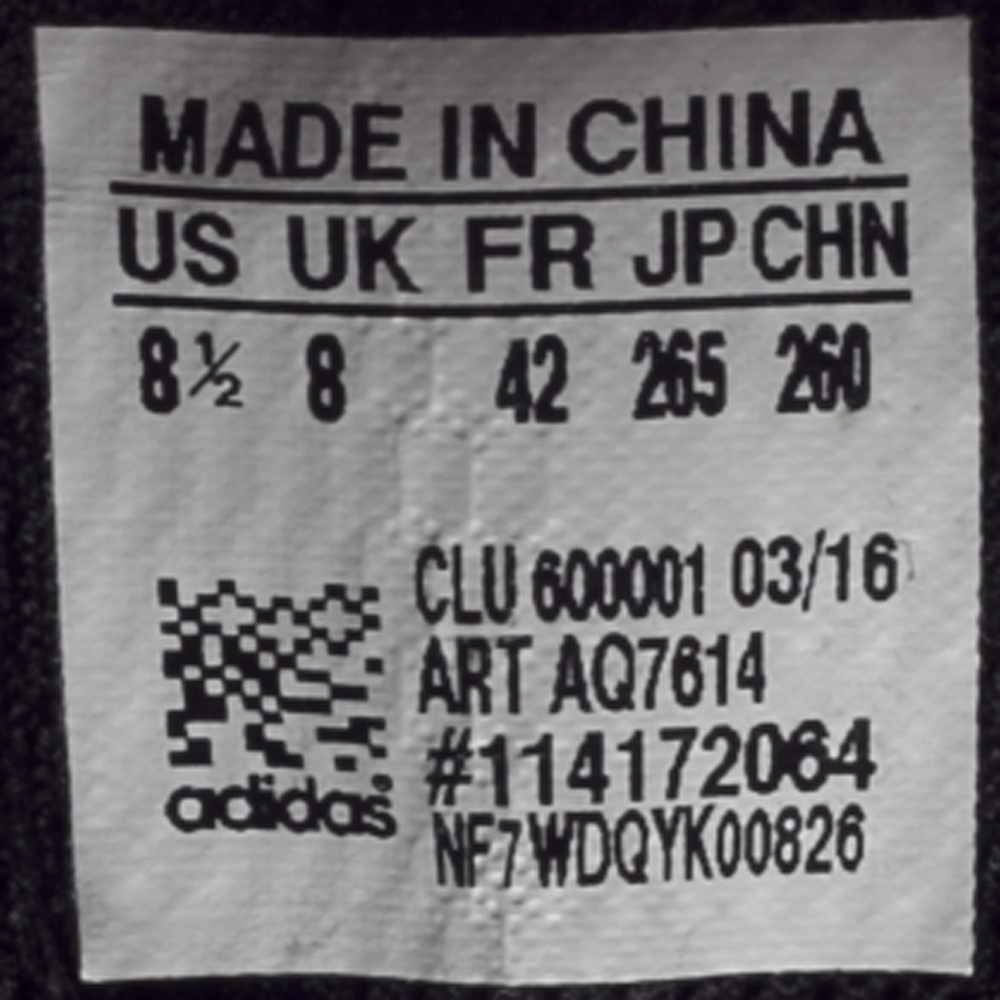 MADE IN CHINA
US UK FR JP CHN
8½ 8 42 265 260
CLU 600001 03/16
ART AQ7614
#114172064
adidas
NF7WDQYK00826